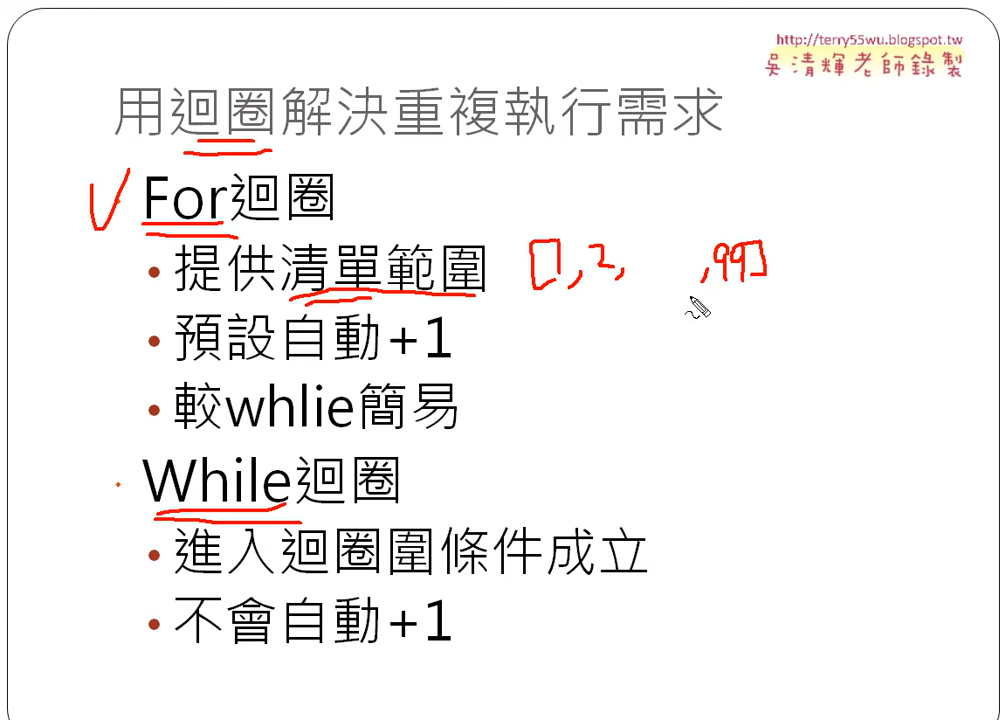 http://terry55wu.blogspot.tw
吳清輝老師錄製
用迴圈解決重複執行需求
For迴圈
•提供清單範圍 [1,2, ,99]
•預設自動+1
•較whlie簡易
While迴圈
•進入迴圈圍條件成立
•不會自動+1